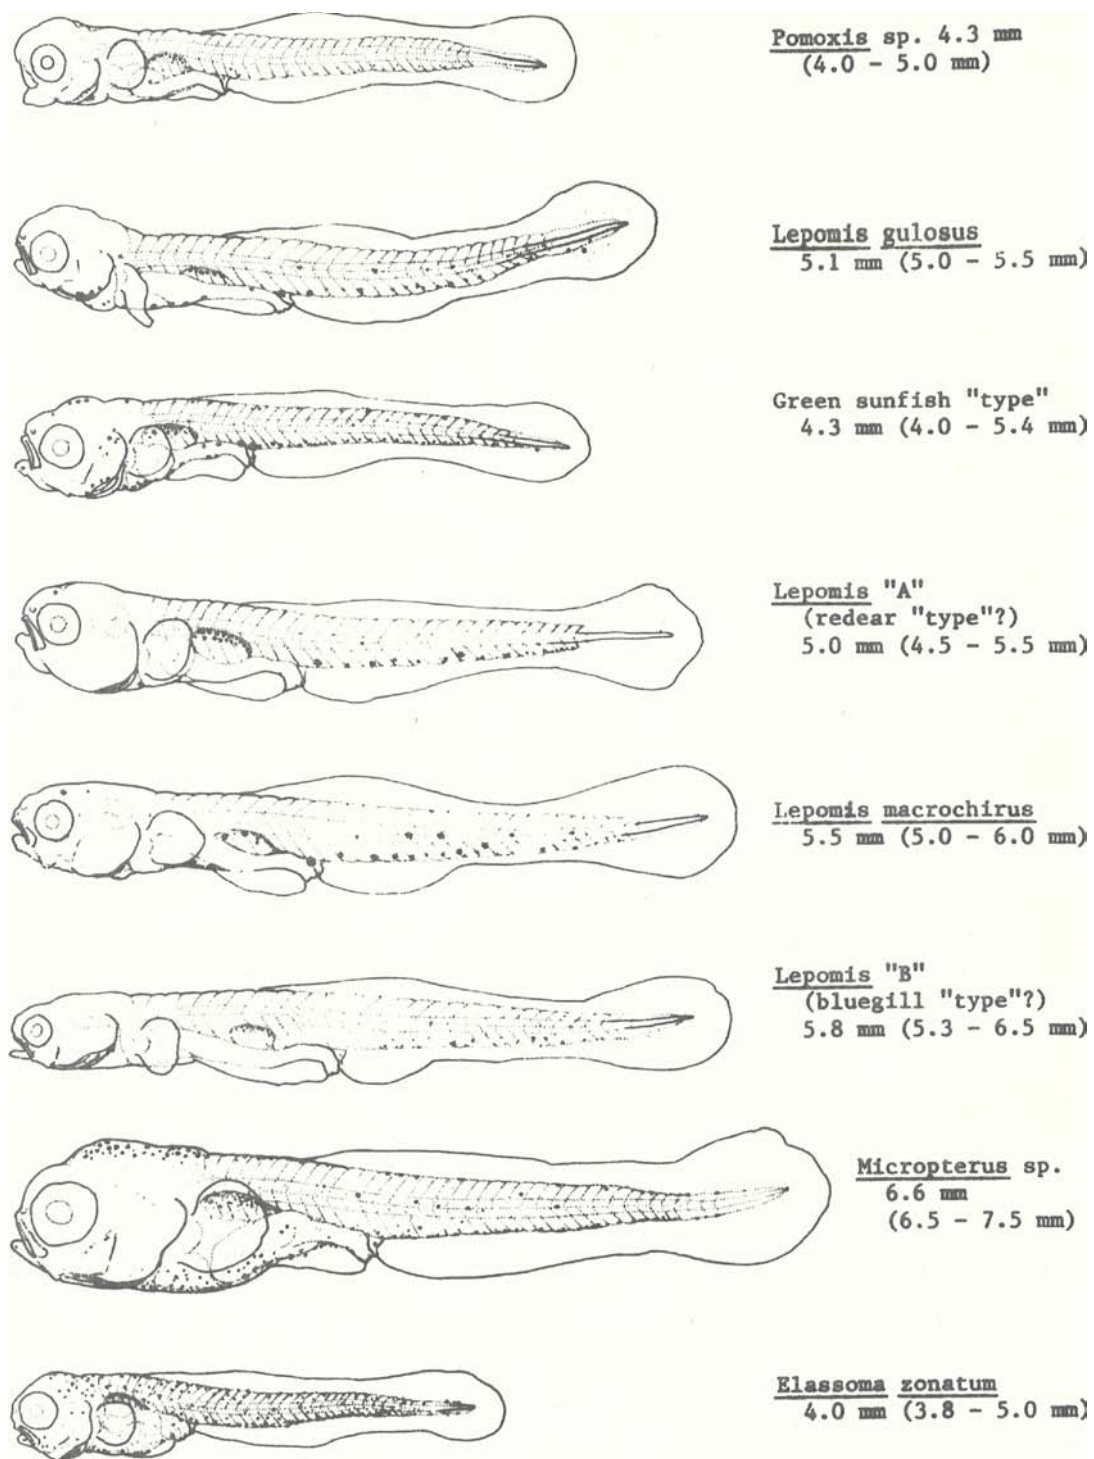 Pomoxis sp. 4.3 mm
(4.0 - 5.0 mm)
Lepomis gulosus
5.1 mm (5.0 - 5.5 mm)
Green sunfish "type"
4.3 mm (4.0 - 5.4 mm)
Lepomis "A"
(redear "type"?)
5.0 mm (4.5 - 5.5 mm)
Lepomis macrochirus
5.5 mm (5.0 - 6.0 mm)
Lepomis "B"
(bluegill "type"?)
5.8 mm (5.3 - 6.5 mm)
Micropterus sp.
6.6 mm
(6.5 - 7.5 mm)
Elassoma zonatum
4.0 mm (3.8 - 5.0 mm)